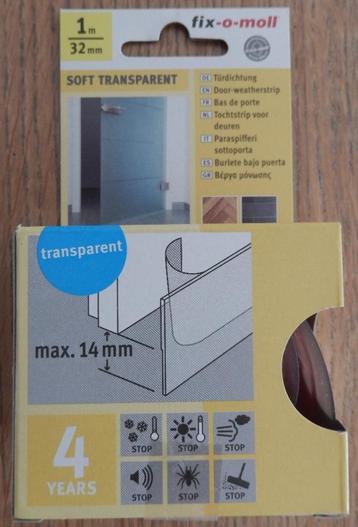 1m
32mm
fix-o-moll
SOFT TRANSPARENT
DE Türdichtung
EN Door-weatherstrip
FR Bas de porte
NL Tochtstrip voor
deuren
IT Paraspifferi
sottoporta
ES Burlete bajo puerta
GR Βέργα μόνωσης
transparent
max. 14 mm
4
YEARS
STOP STOP STOP
STOP STOP STOP